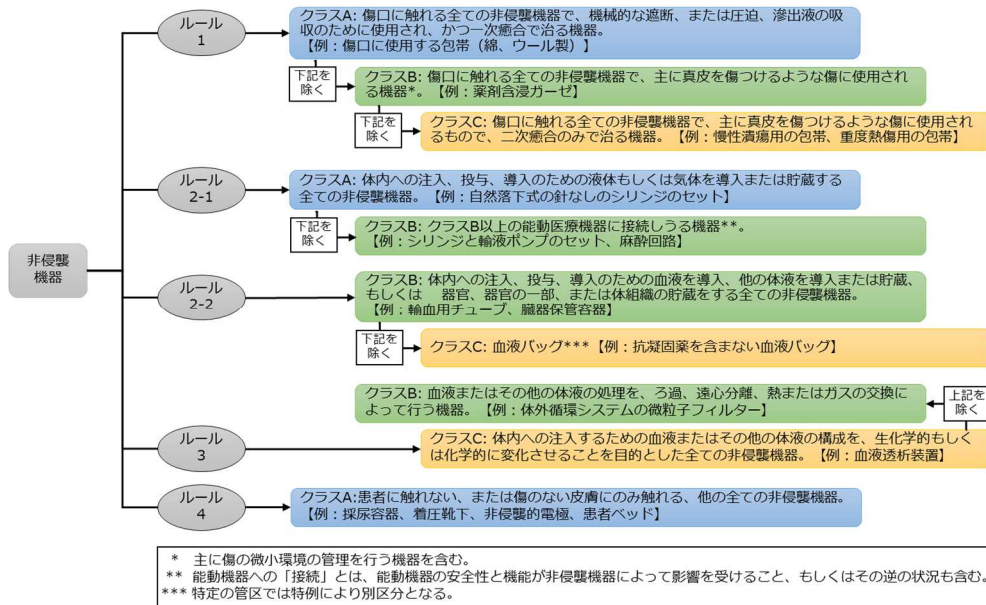 ルール
1
クラスA: 傷口に触れる全ての非侵襲機器で、機械的な遮断、または圧迫、滲出液の吸
収のために使用され、かつ一次癒合で治る機器。
【例：傷口に使用する包帯（綿、ウール製）】
下記を
除く
クラスB: 傷口に触れる全ての非侵襲機器で、主に真皮を傷つけるような傷に使用され
る機器*。【例：薬剤含浸ガーゼ】
下記を
除く
クラスC: 傷口に触れる全ての非侵襲機器で、主に真皮を傷つけるような傷に使用され
るもので、二次癒合のみで治る機器。【例：慢性潰瘍用の包帯、重度熱傷用の包帯】
ルール
2-1
クラスA: 体内への注入、投与、導入のための液体もしくは気体を導入または貯蔵する
全ての非侵襲機器。【例：自然落下式の針なしのシリンジのセット】
下記を
除く
クラスB: クラスB以上の能動医療機器に接続しうる機器**。
【例：シリンジと輸液ポンプのセット、麻酔回路】
非侵襲
機器
ルール
2-2
クラスB: 体内への注入、投与、導入のための血液を導入、他の体液を導入または貯蔵、
もしくは 器官、器官の一部、または体組織の貯蔵をする全ての非侵襲機器。
【例：輸血用チューブ、臓器保管容器】
下記を
除く
クラスC: 血液バッグ***【例：抗凝固薬を含まない血液バッグ】
クラスB: 血液またはその他の体液の処理を、ろ過、遠心分離、熱またはガスの交換
によって行う機器。【例：体外循環システムの微粒子フィルター】
上記を
除く
ルール
3
クラスC: 体内への注入するための血液またはその他の体液の構成を、生化学的もしく
は化学的に変化させることを目的とした全ての非侵襲機器。【例：血液透析装置】
ルール
4
クラスA:患者に触れない、または傷のない皮膚にのみ触れる、他の全ての非侵襲機器。
【例：採尿容器、着圧靴下、非侵襲的電極、患者ベッド】
* 主に傷の微小環境の管理を行う機器を含む。
** 能動機器への「接続」とは、能動機器の安全性と機能が非侵襲機器によって影響を受けること、もしくはその逆の状況も含む。
*** 特定の管区では特例により別区分となる。